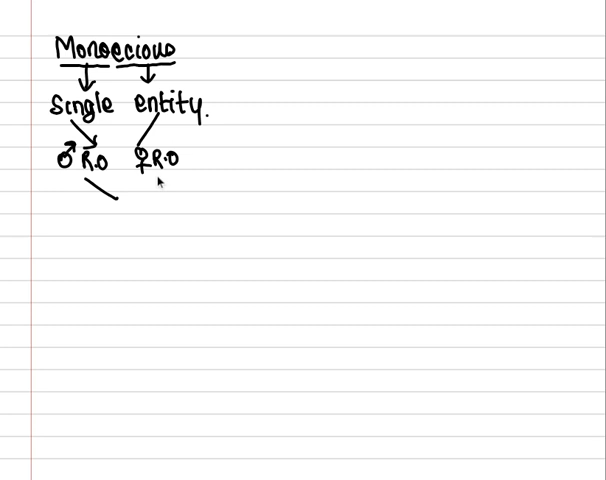 Monoecious
Single entity.
♂ R.O ♀ R.O